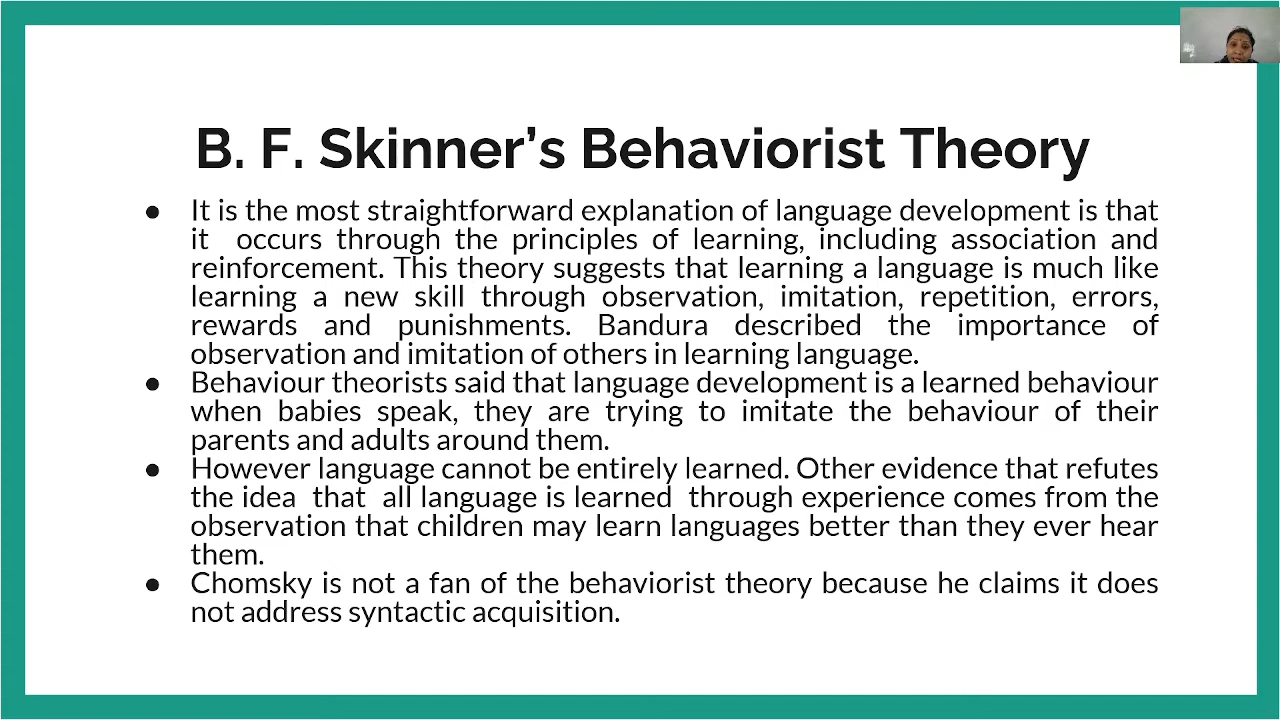 B. F. Skinner’s Behaviorist Theory
● It is the most straightforward explanation of language development is that
it occurs through the principles of learning, including association and
reinforcement. This theory suggests that learning a language is much like
learning a new skill through observation, imitation, repetition, errors,
rewards and punishments. Bandura described the importance of
observation and imitation of others in learning language.
● Behaviour theorists said that language development is a learned behaviour
when babies speak, they are trying to imitate the behaviour of their
parents and adults around them.
● However language cannot be entirely learned. Other evidence that refutes
the idea that all language is learned through experience comes from the
observation that children may learn languages better than they ever hear
them.
● Chomsky is not a fan of the behaviorist theory because he claims it does
not address syntactic acquisition.